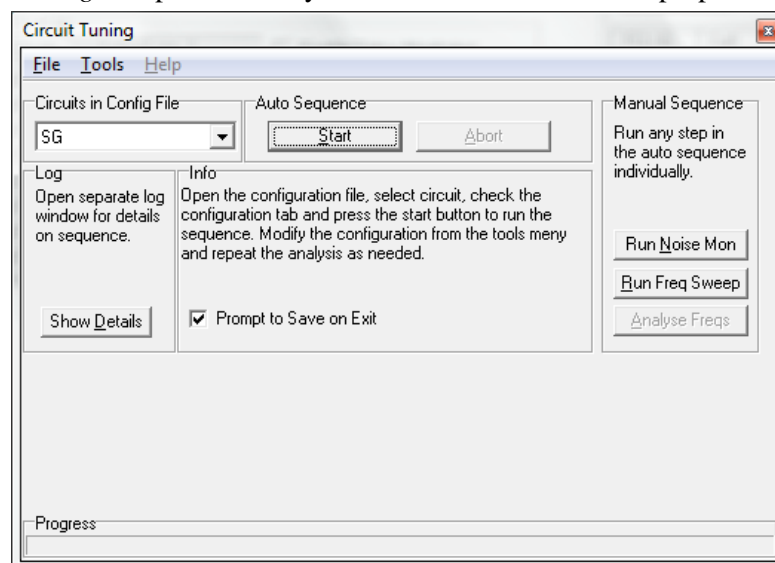 Circuit Tuning
File Tools Help
Circuits in Config File
SG
Auto Sequence
Start Abort
Manual Sequence
Run any step in
the auto sequence
individually.
Run Noise Mon
Run Freq Sweep
Analyse Freqs
Log
Open separate log
window for details
on sequence.
Show Details
Info
Open the configuration file, select circuit, check the
configuration tab and press the start button to run the
sequence. Modify the configuration from the tools meny
and repeat the analysis as needed.
Prompt to Save on Exit
Progress